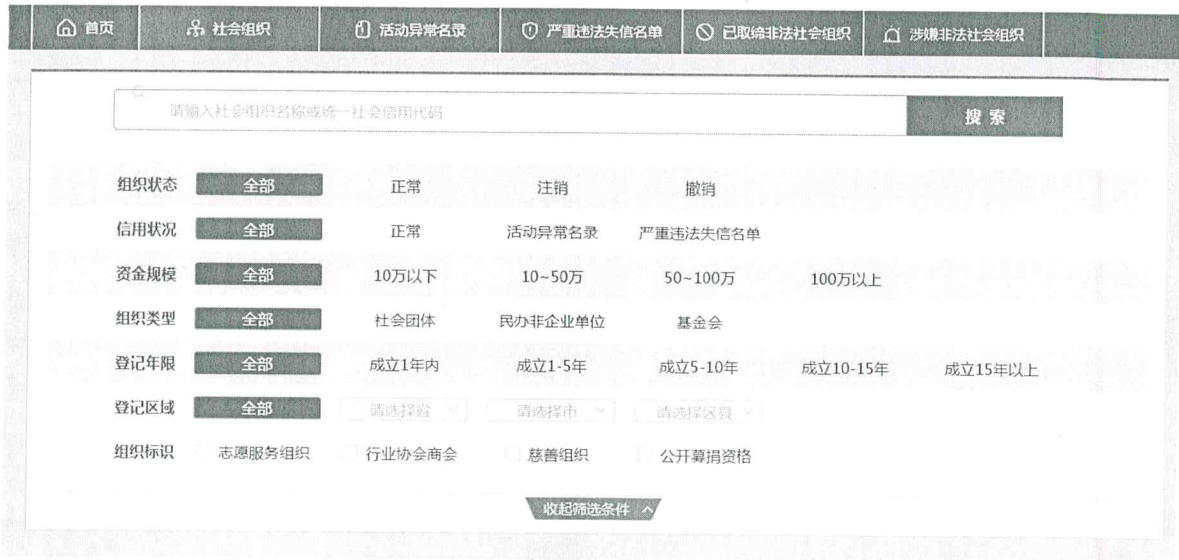 首页 社会组织 活动异常名录 严重违法失信名单 已取缔非法社会组织 涉嫌非法社会组织
请输入社会组织名称或统一社会信用代码 搜索
组织状态 全部 正常 注销 撤销
信用状况 全部 正常 活动异常名录 严重违法失信名单
资金规模 全部 10万以下 10~50万 50~100万 100万以上
组织类型 全部 社会团体 民办非企业单位 基金会
登记年限 全部 成立1年内 成立1-5年 成立5-10年 成立10-15年 成立15年以上
登记区域 全部 请选择省 请选择市 请选择区县
组织标识 志愿服务组织 行业协会商会 慈善组织 公开募捐资格
收起筛选条件